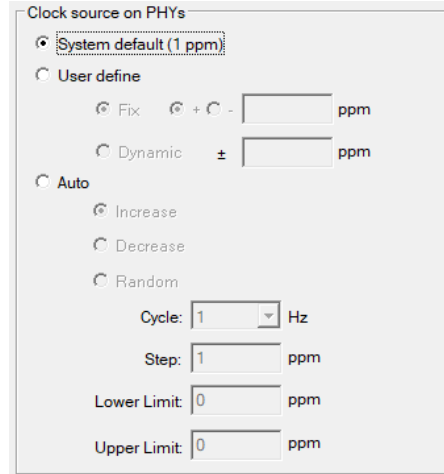 Clock source on PHYs
System default (1 ppm)
User define
Fix + - ppm
Dynamic ± ppm
Auto
Increase
Decrease
Random
Cycle: 1 Hz
Step: 1 ppm
Lower Limit: 0 ppm
Upper Limit: 0 ppm